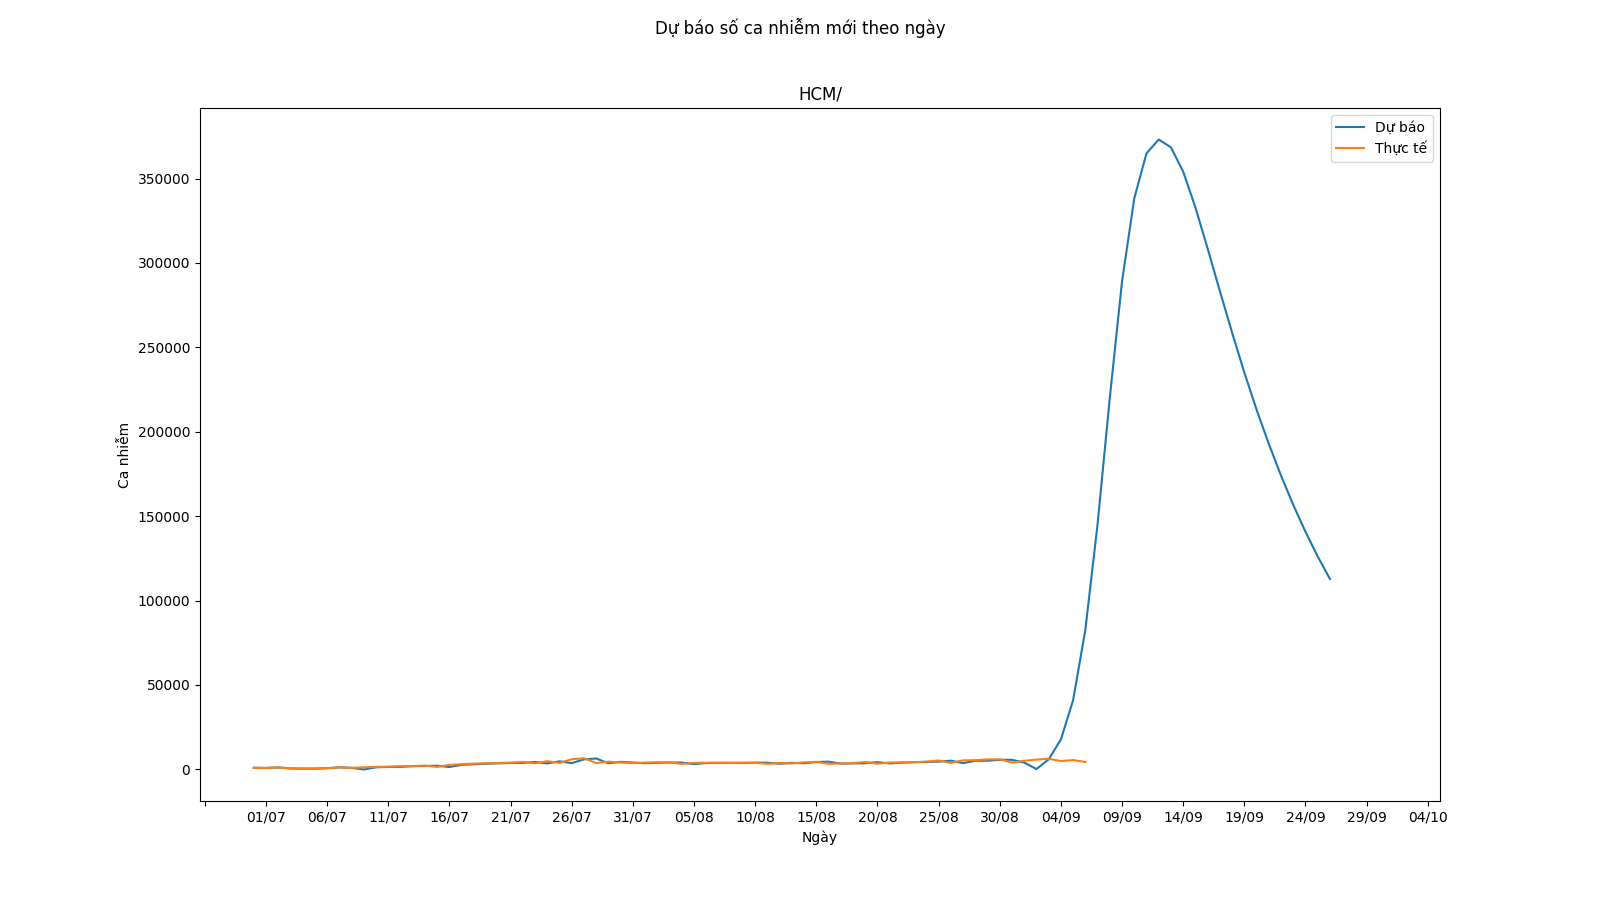 Dự báo số ca nhiễm mới theo ngày
HCM/
Dự báo
Thực tế
Ca nhiễm
350000
300000
250000
200000
150000
100000
50000
0
01/07 06/07 11/07 16/07 21/07 26/07 31/07 05/08 10/08 15/08 20/08 25/08 30/08 04/09 09/09 14/09 19/09 24/09 29/09 04/10
Ngày